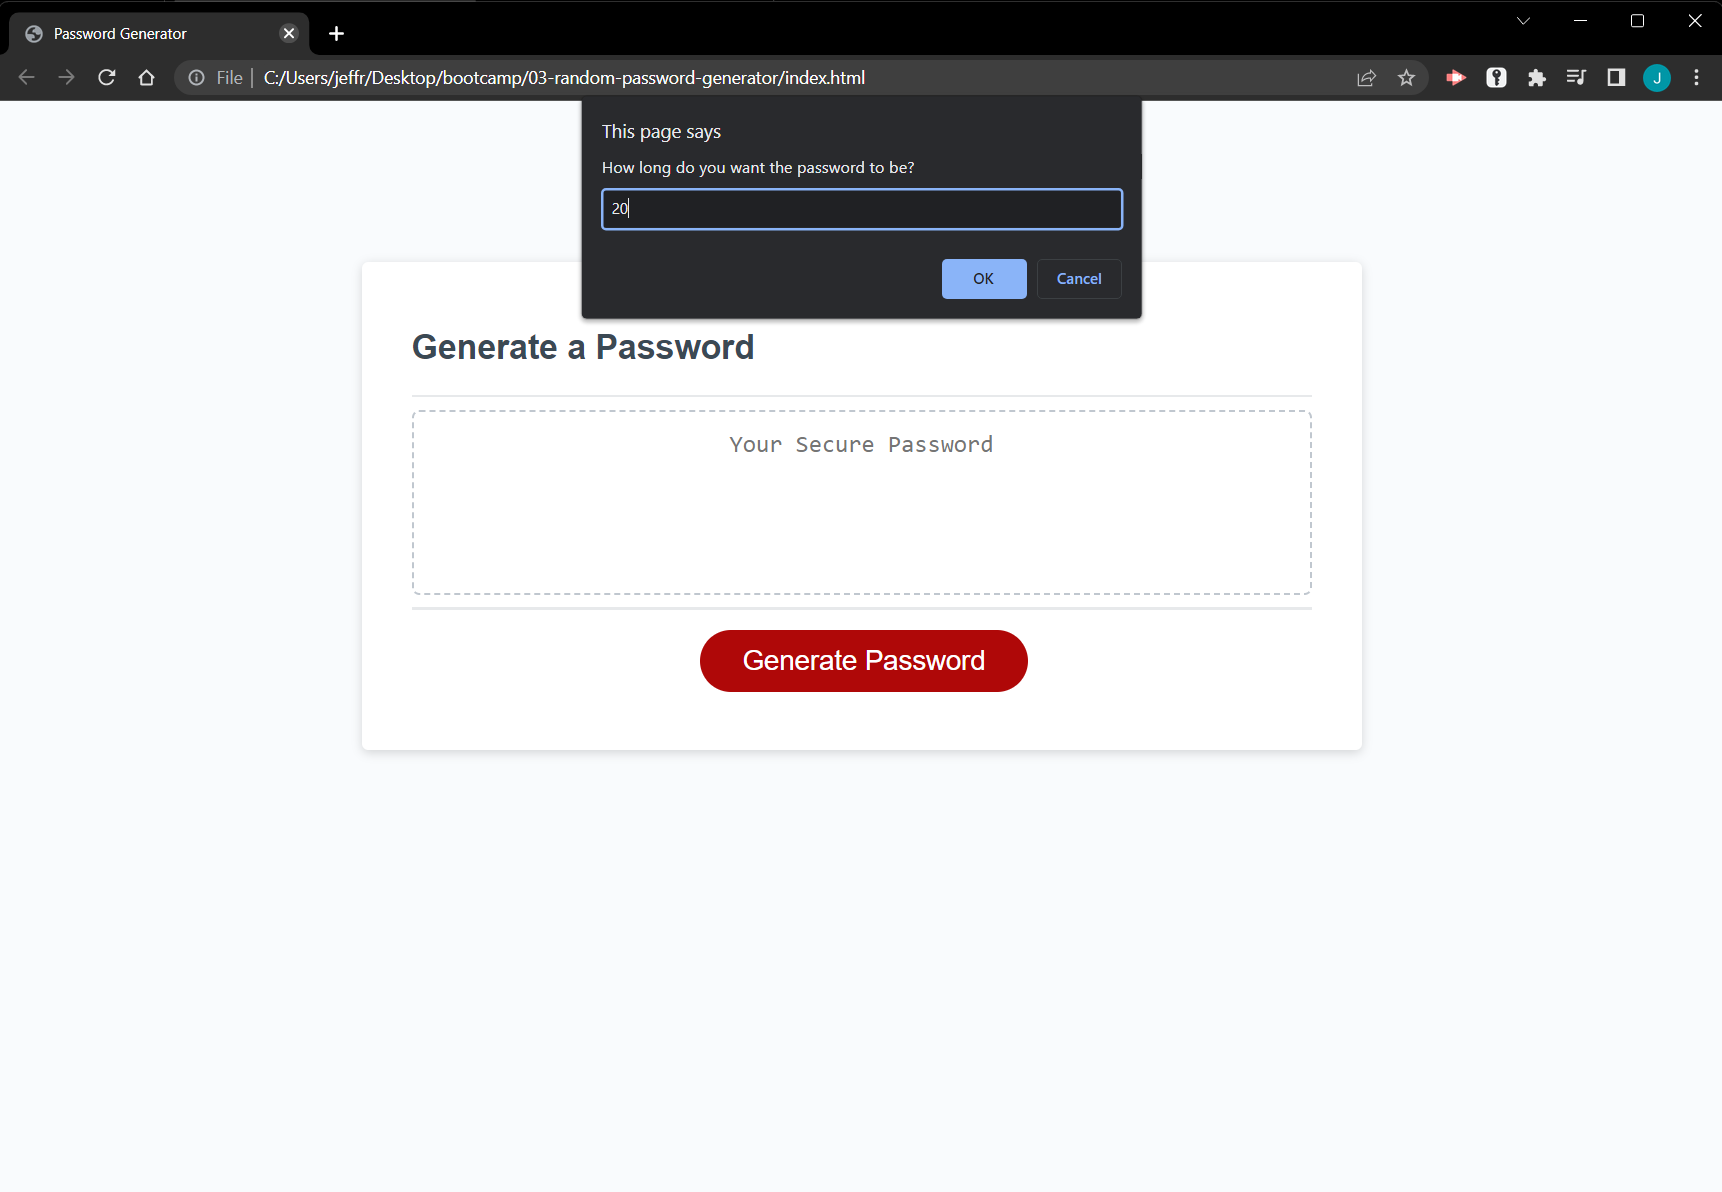 Password Generator
File
C:/Users/jeffr/Desktop/bootcamp/03-random-password-generator/index.html
J
This page says
How long do you want the password to be?
20
OK
Cancel
Generate a Password
Your Secure Password
Generate Password